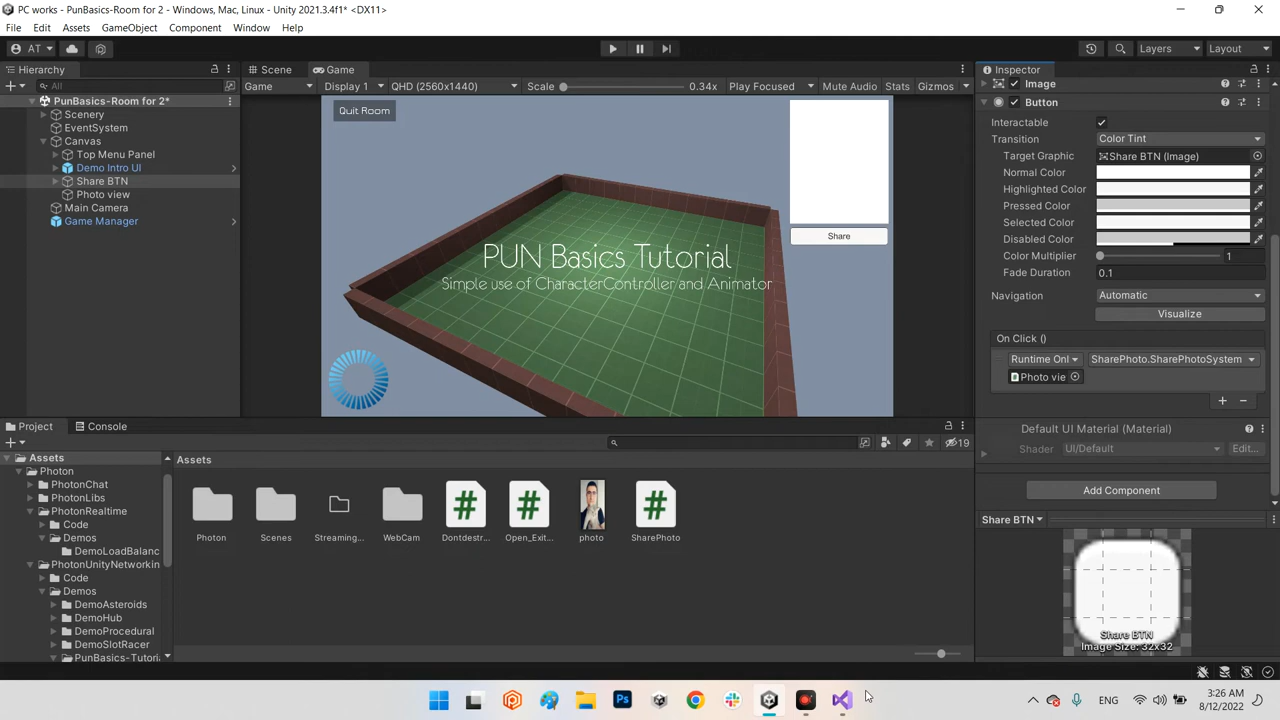 PC works - PunBasics-Room for 2 - Windows, Mac, Linux - Unity 2021.3.4f1* <DX11>
File Edit Assets GameObject Component Window Help
AT Layers Layout
Hierarchy
All
PunBasics-Room for 2*
Scenery
EventSystem
Canvas
Top Menu Panel
Demo Intro UI
Share BTN
Photo view
Main Camera
Game Manager
Scene Game
Game Display 1 QHD (2560x1440) Scale 0.34x Play Focused Mute Audio Stats Gizmos
Quit Room
Share
PUN Basics Tutorial
Simple use of CharacterController and Animator
Inspector
Image
Button
Interactable
Transition Color Tint
Target Graphic Share BTN (Image)
Normal Color
Highlighted Color
Pressed Color
Selected Color
Disabled Color
Color Multiplier 1
Fade Duration 0.1
Navigation Automatic
Visualize
On Click ()
Runtime Onl SharePhoto.SharePhotoSystem
Photo vie
Default UI Material (Material)
Shader UI/Default Edit...
Add Component
Share BTN
Share BTN
Image Size: 32x32
Project Console
19
Assets
Photon
PhotonChat
PhotonLibs
PhotonRealtime
Code
Demos
DemoLoadBalanc
PhotonUnityNetworkin
Code
Demos
DemoAsteroids
DemoHub
DemoProcedural
DemoSlotRacer
PunBasics-Tutoria
Assets
Photon Scenes Streaming... WebCam Dontdestr... Open_Exit... photo SharePhoto
Ps
ENG
3:26 AM
8/12/2022